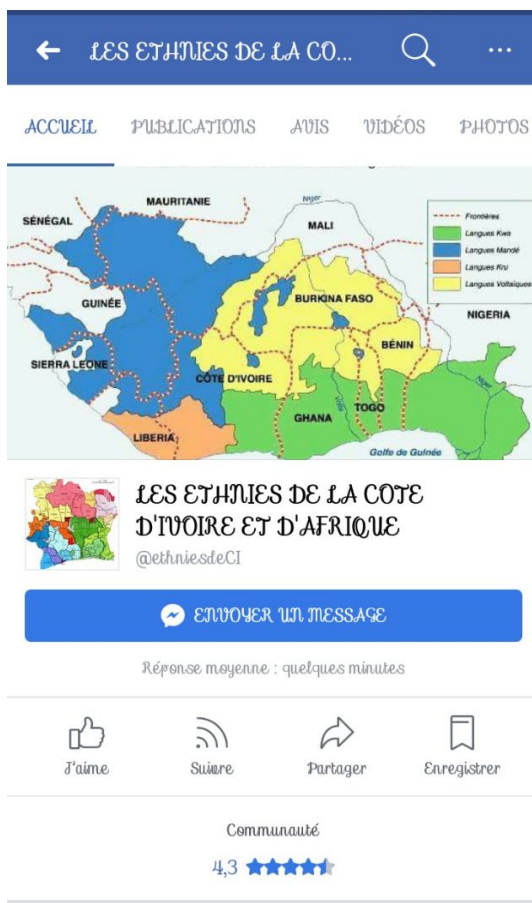 LES ETHNIES DE LA CO...
ACCUEIL PUBLICATIONS AVIS VIDÉOS PHOTOS
MAURITANIE
Niger
SÉNÉGAL
MALI
Frontières
Langues Kwa
Langues Mandé
Langues Kru
Langues Voltaïques
GUINÉE
BURKINA FASO
NIGERIA
BÉNIN
SIERRA LEONE
CÔTE D'IVOIRE
Niger
Volta
TOGO
GHANA
LIBERIA
Golfe de Guinée
LES ETHNIES DE LA COTE
D'IVOIRE ET D'AFRIQUE
@ethniesdeCI
ENVOYER UN MESSAGE
Réponse moyenne : quelques minutes
J'aime Suivre Partager Enregistrer
Communauté
4,3